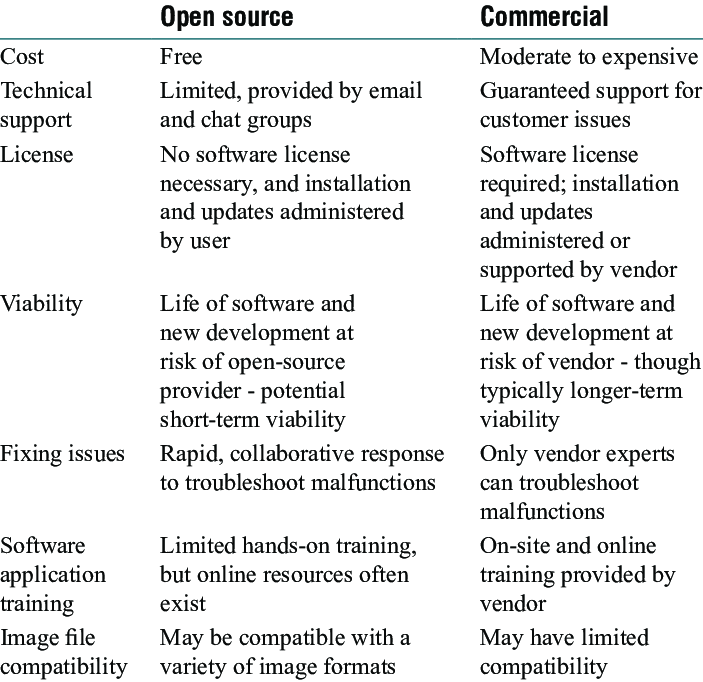 Open source Commercial
Cost Free Moderate to expensive
Technical Limited, provided by email Guaranteed support for
support and chat groups customer issues
License No software license Software license
necessary, and installation required; installation
and updates administered and updates
by user administered or
supported by vendor
Viability Life of software and Life of software and
new development at new development at
risk of open-source risk of vendor - though
provider - potential typically longer-term
short-term viability viability
Fixing issues Rapid, collaborative response Only vendor experts
to troubleshoot malfunctions can troubleshoot
malfunctions
Software Limited hands-on training, On-site and online
application but online resources often training provided by
training exist vendor
Image file May be compatible with a May have limited
compatibility variety of image formats compatibility